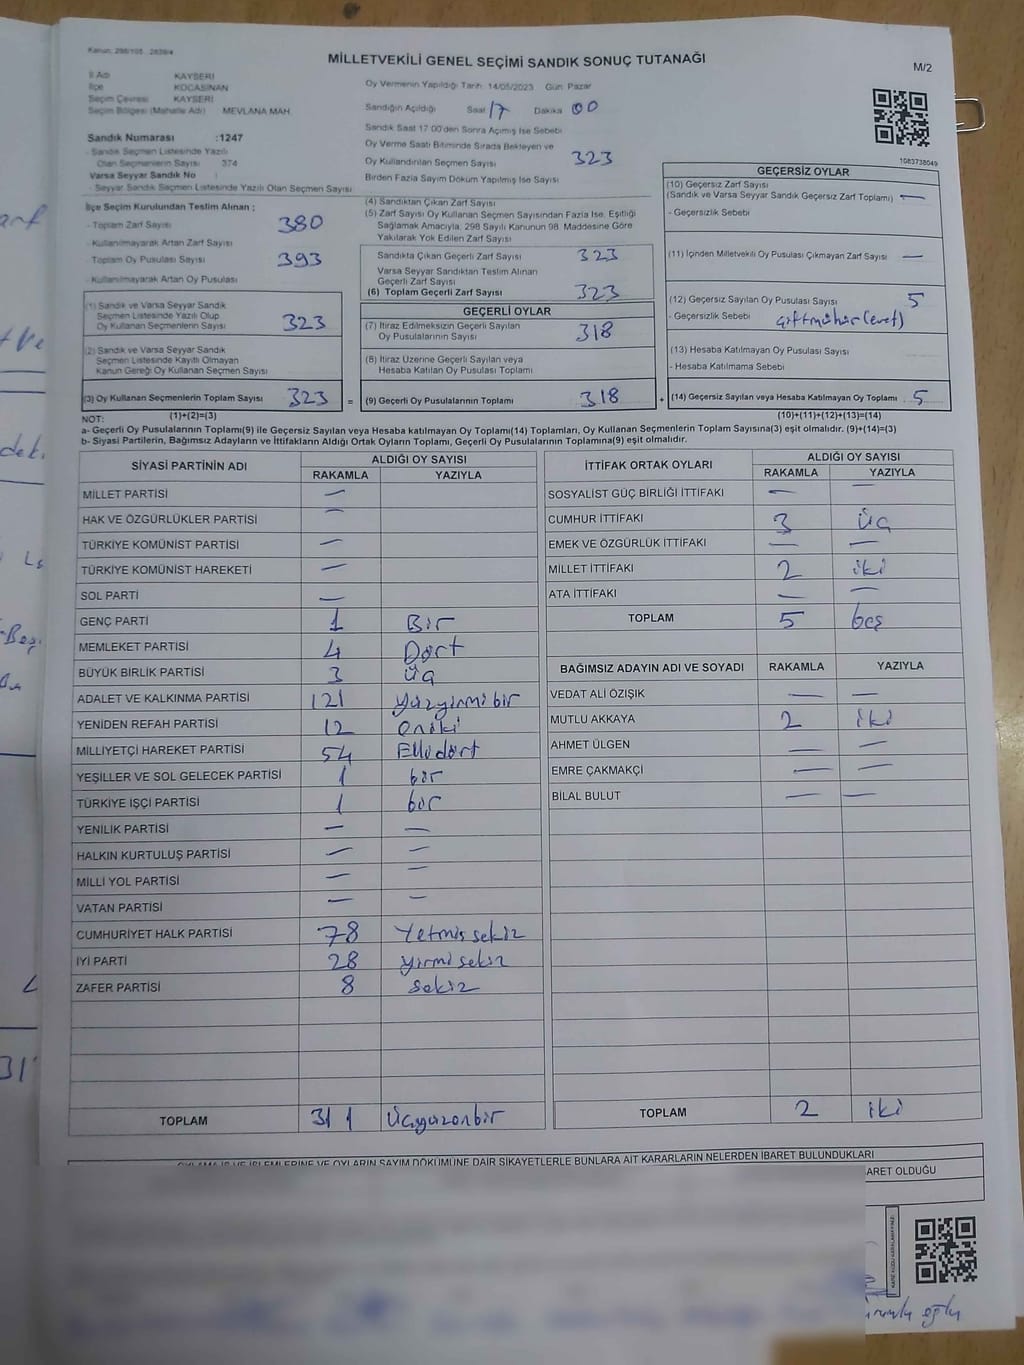 Kanun: 298/105 2839/4
MİLLETVEKİLİ GENEL SEÇİMİ SANDIK SONUÇ TUTANAĞI
M/2
İl Adı KAYSERİ
İlçe KOCASİNAN
Seçim Çevresi KAYSERİ
Seçim Bölgesi (Mahalle Adı) MEVLANA MAH.
Oy Vermenin Yapıldığı Tarih: 14/05/2023 Gün: Pazar
Sandığın Açıldığı Saat 17 Dakika 00
Sandık Saat 17:00'den Sonra Açılmış İse Sebebi
Oy Verme Saati Bitiminde Sırada Bekleyen ve
Oy Kullandırılan Seçmen Sayısı 323
Birden Fazla Sayım Döküm Yapılmış İse Sayısı
1083738049
Sandık Numarası :1247
- Sandık Seçmen Listesinde Yazılı
Olan Seçmenlerin Sayısı 374
Varsa Seyyar Sandık No :
- Seyyar Sandık Seçmen Listesinde Yazılı Olan Seçmen Sayısı
İlçe Seçim Kurulundan Teslim Alınan ;
- Toplam Zarf Sayısı 380
- Kullanılmayarak Artan Zarf Sayısı
- Toplam Oy Pusulası Sayısı 393
- Kullanılmayarak Artan Oy Pusulası
(1) Sandık ve Varsa Seyyar Sandık
Seçmen Listesinde Yazılı Olup
Oy Kullanan Seçmenlerin Sayısı 323
(2) Sandık ve Varsa Seyyar Sandık
Seçmen Listesinde Kayıtlı Olmayan
Kanun Gereği Oy Kullanan Seçmen Sayısı
(3) Oy Kullanan Seçmenlerin Toplam Sayısı 323 =
(4) Sandıktan Çıkan Zarf Sayısı
(5) Zarf Sayısı Oy Kullanan Seçmen Sayısından Fazla İse, Eşitliği
Sağlamak Amacıyla, 298 Sayılı Kanunun 98. Maddesine Göre
Yakılarak Yok Edilen Zarf Sayısı
Sandıkta Çıkan Geçerli Zarf Sayısı 323
Varsa Seyyar Sandıktan Teslim Alınan
Geçerli Zarf Sayısı
(6) Toplam Geçerli Zarf Sayısı 323
GEÇERLİ OYLAR
(7) İtiraz Edilmeksizin Geçerli Sayılan
Oy Pusulalarının Sayısı 318
(8) İtiraz Üzerine Geçerli Sayılan veya
Hesaba Katılan Oy Pusulası Toplamı
(9) Geçerli Oy Pusulalarının Toplamı 318 +
GEÇERSİZ OYLAR
(10) Geçersiz Zarf Sayısı
(Sandık ve Varsa Seyyar Sandık Geçersiz Zarf Toplamı) —
- Geçersizlik Sebebi
(11) İçinden Milletvekili Oy Pusulası Çıkmayan Zarf Sayısı —
(12) Geçersiz Sayılan Oy Pusulası Sayısı 5
- Geçersizlik Sebebi çiftmühür (evet)
(13) Hesaba Katılmayan Oy Pusulası Sayısı
- Hesaba Katılmama Sebebi
(14) Geçersiz Sayılan veya Hesaba Katılmayan Oy Toplamı 5
NOT: (1)+(2)=(3) (10)+(11)+(12)+(13)=(14)
a- Geçerli Oy Pusulalarının Toplamı(9) ile Geçersiz Sayılan veya Hesaba katılmayan Oy Toplamı(14) Toplamları, Oy Kullanan Seçmenlerin Toplam Sayısına(3) eşit olmalıdır. (9)+(14)=(3)
b- Siyasi Partilerin, Bağımsız Adayların ve İttifakların Aldığı Ortak Oyların Toplamı, Geçerli Oy Pusulalarının Toplamına(9) eşit olmalıdır.
SİYASİ PARTİNİN ADI ALDIĞI OY SAYISI
RAKAMLA YAZIYLA
MİLLET PARTİSİ —
HAK VE ÖZGÜRLÜKLER PARTİSİ —
TÜRKİYE KOMÜNİST PARTİSİ —
TÜRKİYE KOMÜNİST HAREKETİ —
SOL PARTİ —
GENÇ PARTİ 1 Bir
MEMLEKET PARTİSİ 4 Dört
BÜYÜK BİRLİK PARTİSİ 3 üç
ADALET VE KALKINMA PARTİSİ 121 yüzyirmibir
YENİDEN REFAH PARTİSİ 12 oniki
MİLLİYETÇİ HAREKET PARTİSİ 54 Ellidört
YEŞİLLER VE SOL GELECEK PARTİSİ 1 bir
TÜRKİYE İŞÇİ PARTİSİ 1 bir
YENİLİK PARTİSİ — —
HALKIN KURTULUŞ PARTİSİ — —
MİLLİ YOL PARTİSİ — —
VATAN PARTİSİ — —
CUMHURİYET HALK PARTİSİ 78 Yetmiş sekiz
İYİ PARTİ 28 yirmi sekiz
ZAFER PARTİSİ 8 sekiz
TOPLAM 311 Üçyüzonbir
İTTİFAK ORTAK OYLARI ALDIĞI OY SAYISI
RAKAMLA YAZIYLA
SOSYALİST GÜÇ BİRLİĞİ İTTİFAKI — —
CUMHUR İTTİFAKI 3 üç
EMEK VE ÖZGÜRLÜK İTTİFAKI — —
MİLLET İTTİFAKI 2 iki
ATA İTTİFAKI — —
TOPLAM 5 beş
BAĞIMSIZ ADAYIN ADI VE SOYADI RAKAMLA YAZIYLA
VEDAT ALİ ÖZIŞIK — —
MUTLU AKKAYA 2 iki
AHMET ÜLGEN — —
EMRE ÇAKMAKÇİ — —
BİLAL BULUT — —
TOPLAM 2 iki
OYLAMA İŞ VE İŞLEMLERİNE VE OYLARIN SAYIM DÖKÜMÜNE DAİR ŞİKAYETLERLE BUNLARA AİT KARARLARIN NELERDEN İBARET BULUNDUKLARI
BARET OLDUĞU